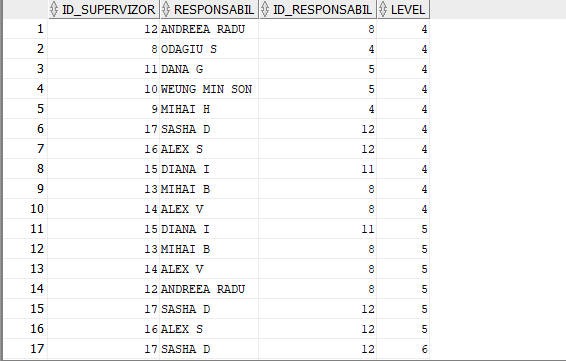 ID_SUPERVIZOR RESPONSABIL ID_RESPONSABIL LEVEL
1 12 ANDREEA RADU 8 4
2 8 ODAGIU S 4 4
3 11 DANA G 5 4
4 10 WEUNG MIN SON 5 4
5 9 MIHAI H 4 4
6 17 SASHA D 12 4
7 16 ALEX S 12 4
8 15 DIANA I 11 4
9 13 MIHAI B 8 4
10 14 ALEX V 8 4
11 15 DIANA I 11 5
12 13 MIHAI B 8 5
13 14 ALEX V 8 5
14 12 ANDREEA RADU 8 5
15 17 SASHA D 12 5
16 16 ALEX S 12 5
17 17 SASHA D 12 6